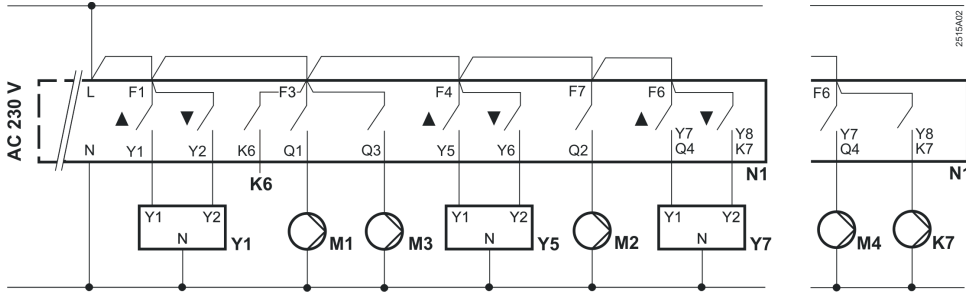 2515A02
AC 230 V
L F1 F3 F4 F7 F6 F6
▲ ▼ ▲ ▼ ▲ ▼
Y7 Y8 Y7 Y8
N Y1 Y2 K6 Q1 Q3 Y5 Y6 Q2 Q4 K7 Q4 K7
K6 N1 N1
Y1 Y2 Y1 Y2 Y1 Y2
N Y1 M1 M3 N Y5 M2 N Y7 M4 K7